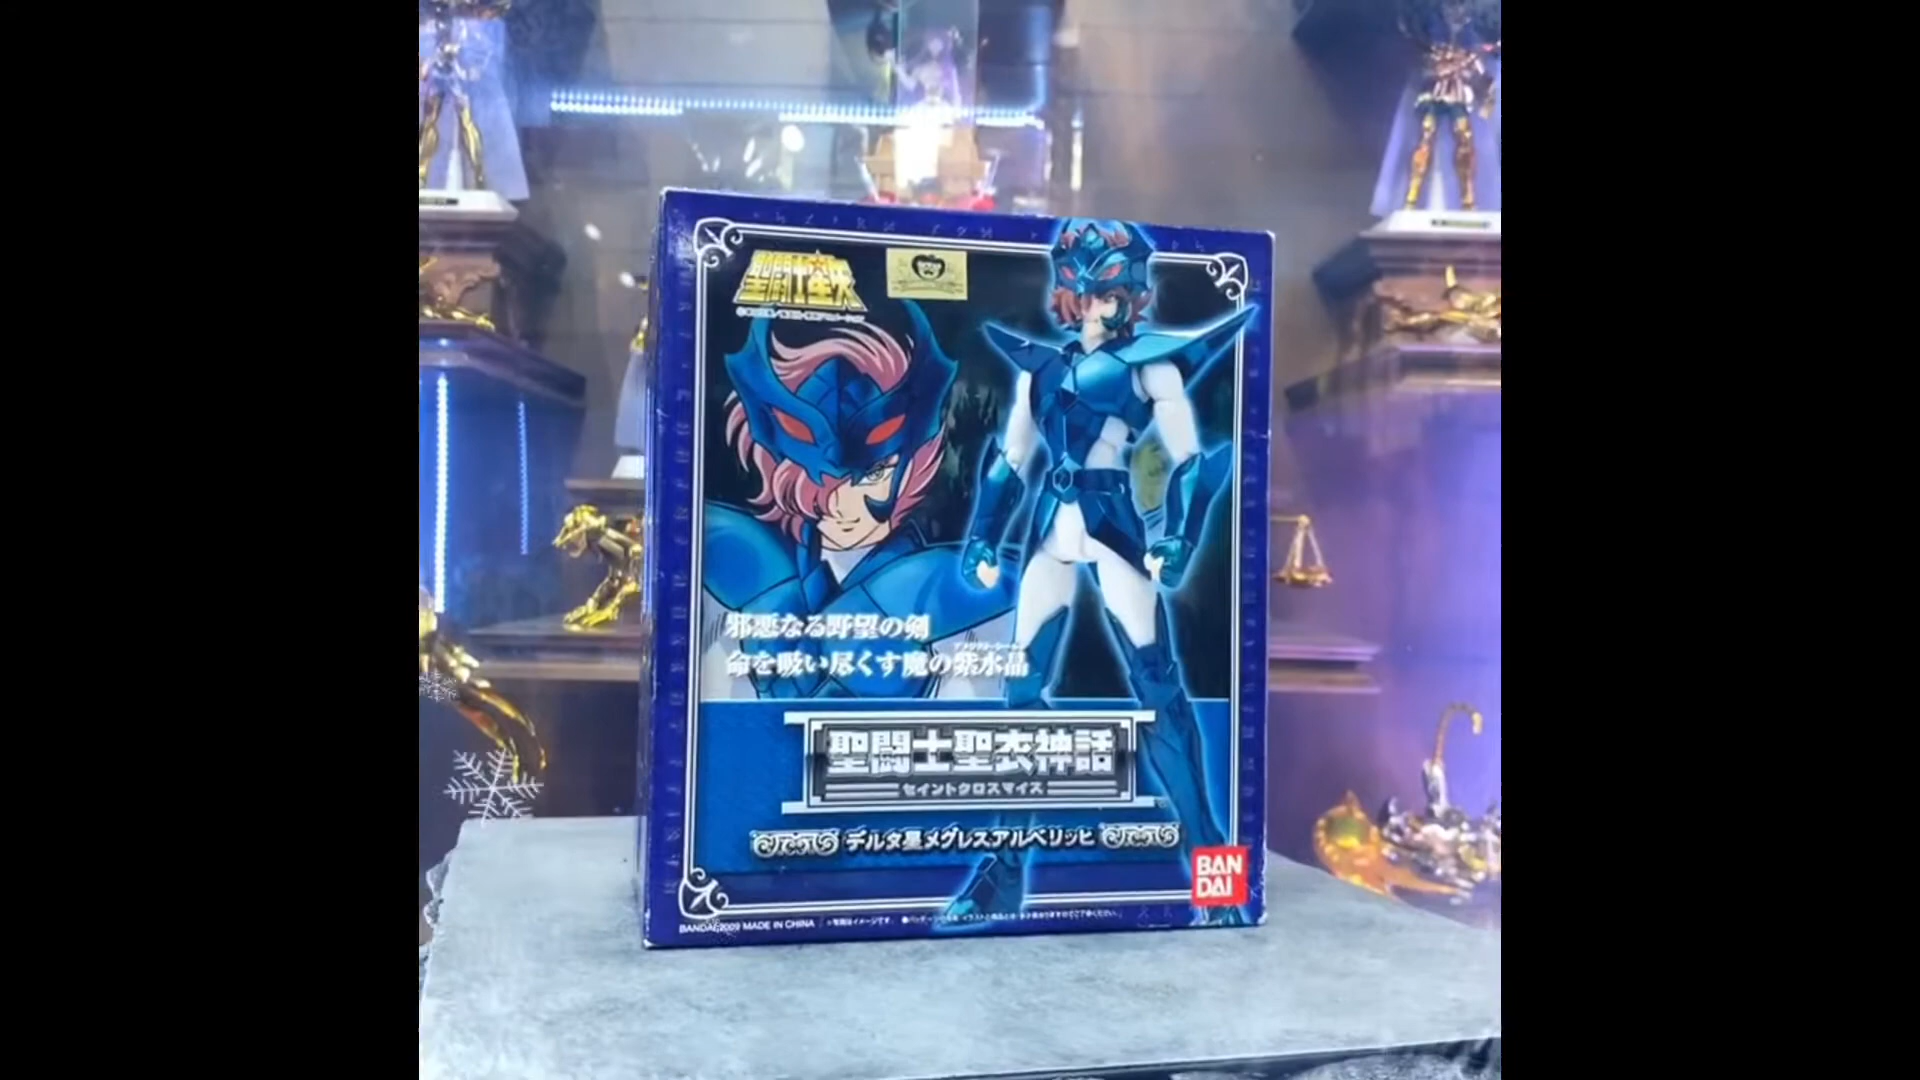 聖闘士星矢
邪悪なる野望の剣
命を吸い尽くす魔の紫水晶
聖闘士聖衣神話
セイントクロスマイス
デルタ星メグレスアルベリッヒ
BAN
DAI
BANDAI 2009 MADE IN CHINA